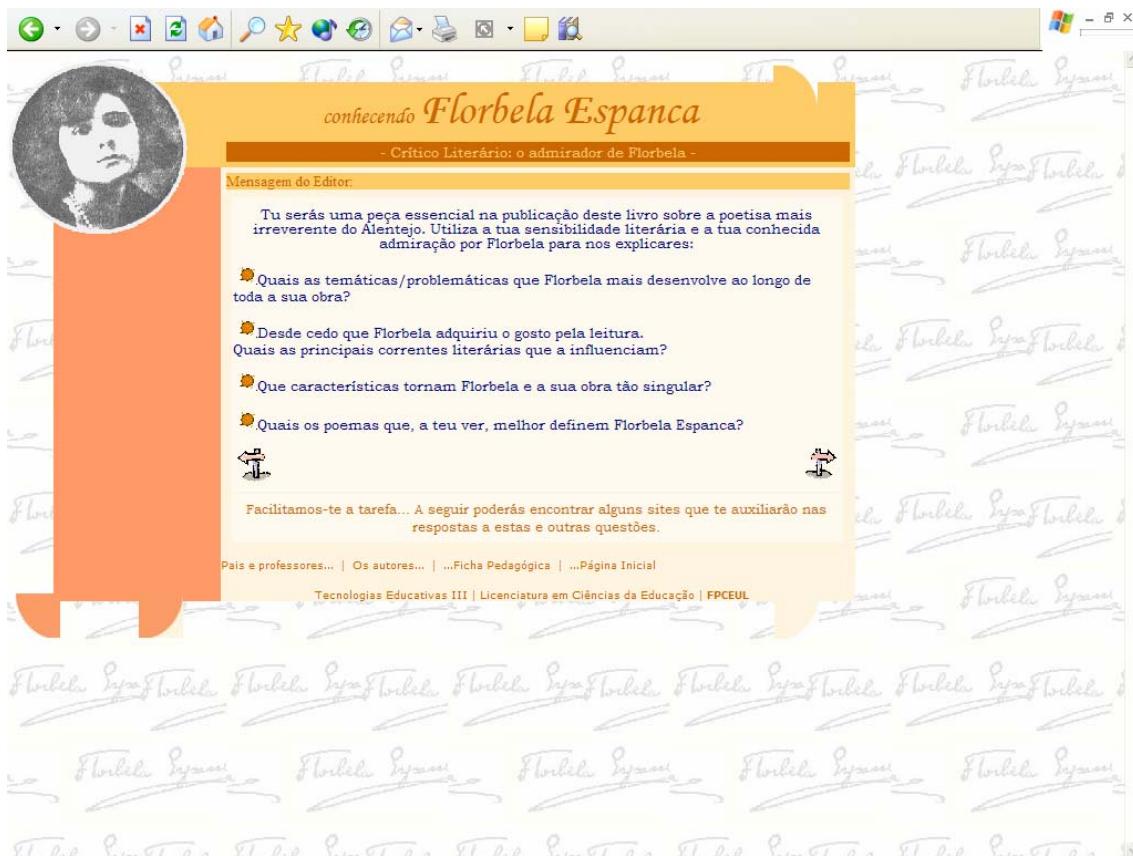 conhecendo Florbela Espanca
- Crítico Literário: o admirador de Florbela -
Mensagem do Editor:
Tu serás uma peça essencial na publicação deste livro sobre a poetisa mais
irreverente do Alentejo. Utiliza a tua sensibilidade literária e a tua conhecida
admiração por Florbela para nos explicares:
.Quais as temáticas/problemáticas que Florbela mais desenvolve ao longo de
toda a sua obra?
.Desde cedo que Florbela adquiriu o gosto pela leitura.
Quais as principais correntes literárias que a influenciam?
.Que características tornam Florbela e a sua obra tão singular?
.Quais os poemas que, a teu ver, melhor definem Florbela Espanca?
Facilitamos-te a tarefa... A seguir poderás encontrar alguns sites que te auxiliarão nas
respostas a estas e outras questões.
Pais e professores... | Os autores... | ...Ficha Pedagógica | ...Página Inicial
Tecnologias Educativas III | Licenciatura em Ciências da Educação | FPCEUL